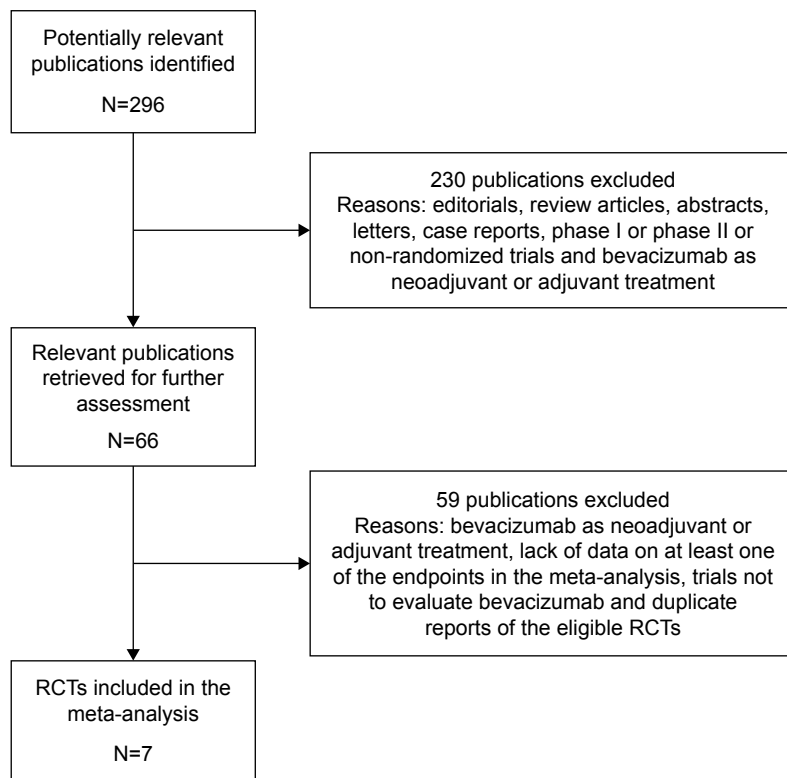 Potentially relevant
publications identified
N=296
230 publications excluded
Reasons: editorials, review articles, abstracts,
letters, case reports, phase I or phase II or
non-randomized trials and bevacizumab as
neoadjuvant or adjuvant treatment
Relevant publications
retrieved for further
assessment
N=66
59 publications excluded
Reasons: bevacizumab as neoadjuvant or
adjuvant treatment, lack of data on at least one
of the endpoints in the meta-analysis, trials not
to evaluate bevacizumab and duplicate
reports of the eligible RCTs
RCTs included in the
meta-analysis
N=7